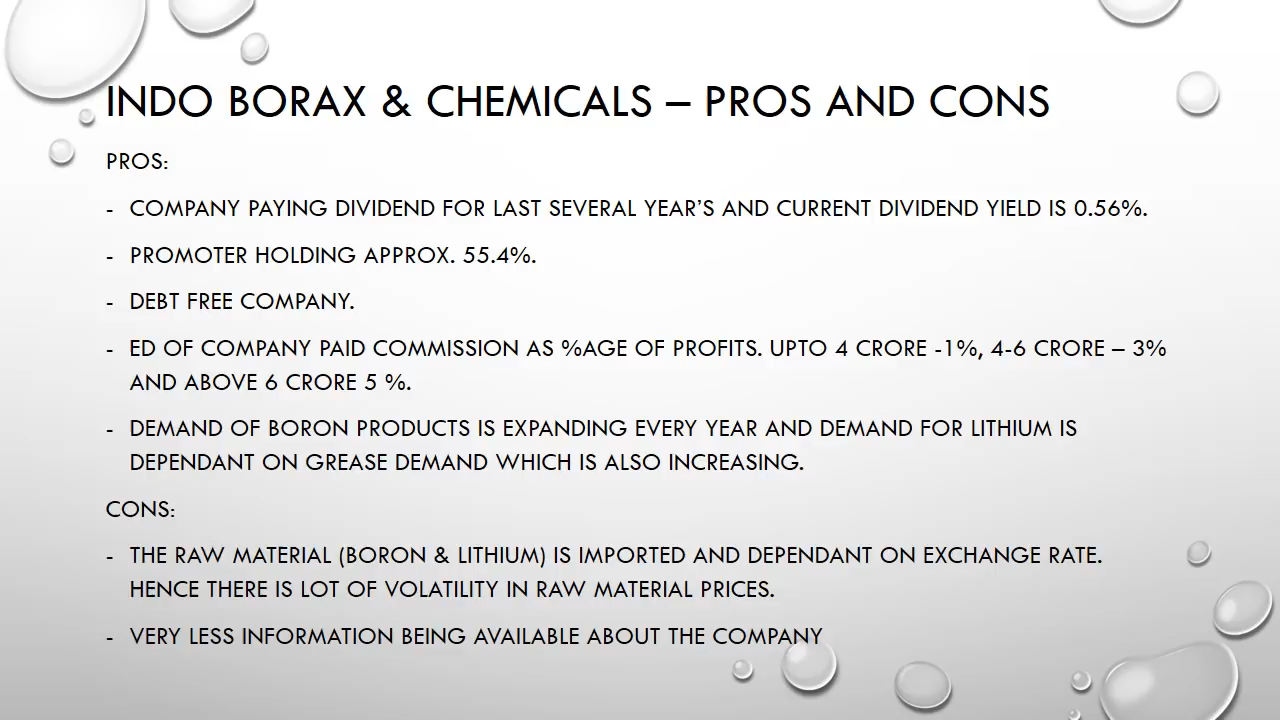 INDO BORAX & CHEMICALS – PROS AND CONS
PROS:
- COMPANY PAYING DIVIDEND FOR LAST SEVERAL YEAR’S AND CURRENT DIVIDEND YIELD IS 0.56%.
- PROMOTER HOLDING APPROX. 55.4%.
- DEBT FREE COMPANY.
- ED OF COMPANY PAID COMMISSION AS %AGE OF PROFITS. UPTO 4 CRORE -1%, 4-6 CRORE – 3%
AND ABOVE 6 CRORE 5 %.
- DEMAND OF BORON PRODUCTS IS EXPANDING EVERY YEAR AND DEMAND FOR LITHIUM IS
DEPENDANT ON GREASE DEMAND WHICH IS ALSO INCREASING.
CONS:
- THE RAW MATERIAL (BORON & LITHIUM) IS IMPORTED AND DEPENDANT ON EXCHANGE RATE.
HENCE THERE IS LOT OF VOLATILITY IN RAW MATERIAL PRICES.
- VERY LESS INFORMATION BEING AVAILABLE ABOUT THE COMPANY